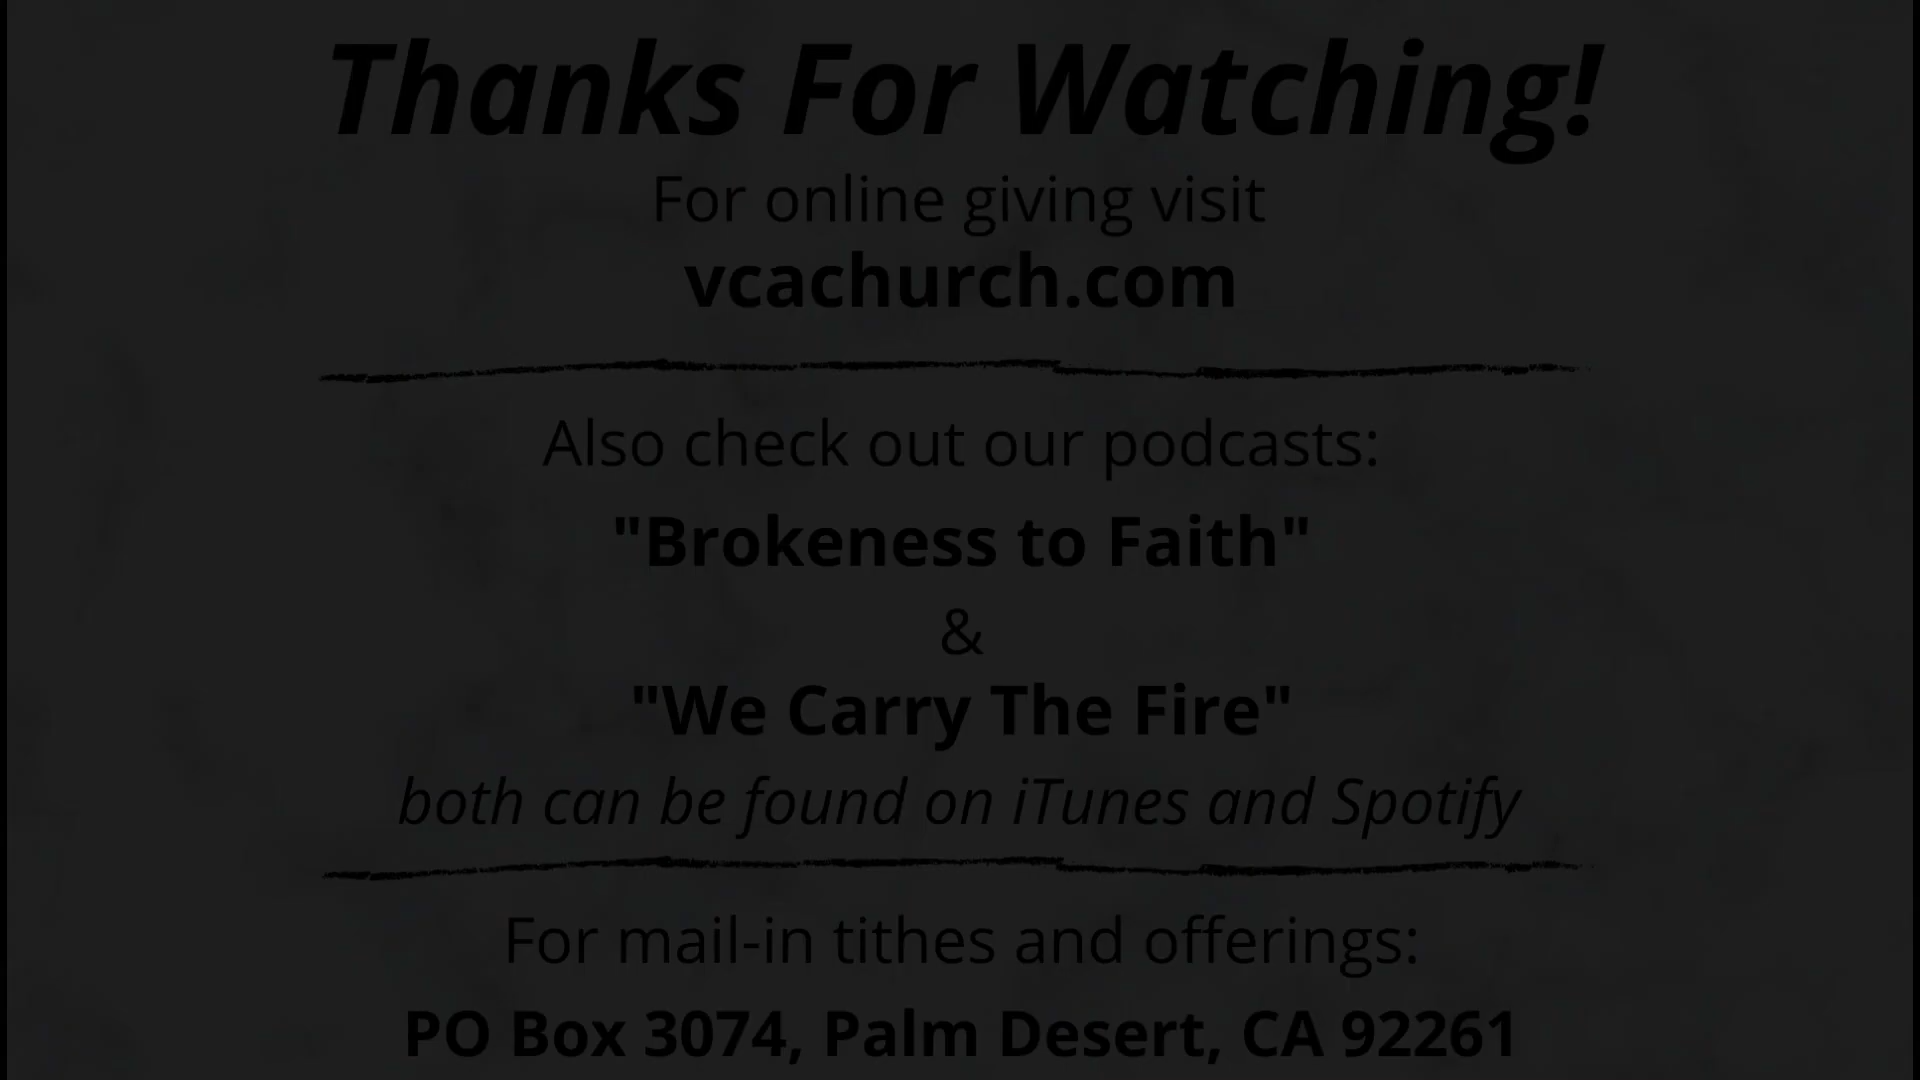 Thanks For Watching!
For online giving visit
vcachurch.com
Also check out our podcasts:
"Brokeness to Faith"
&
"We Carry The Fire"
both can be found on iTunes and Spotify
For mail-in tithes and offerings:
PO Box 3074, Palm Desert, CA 92261